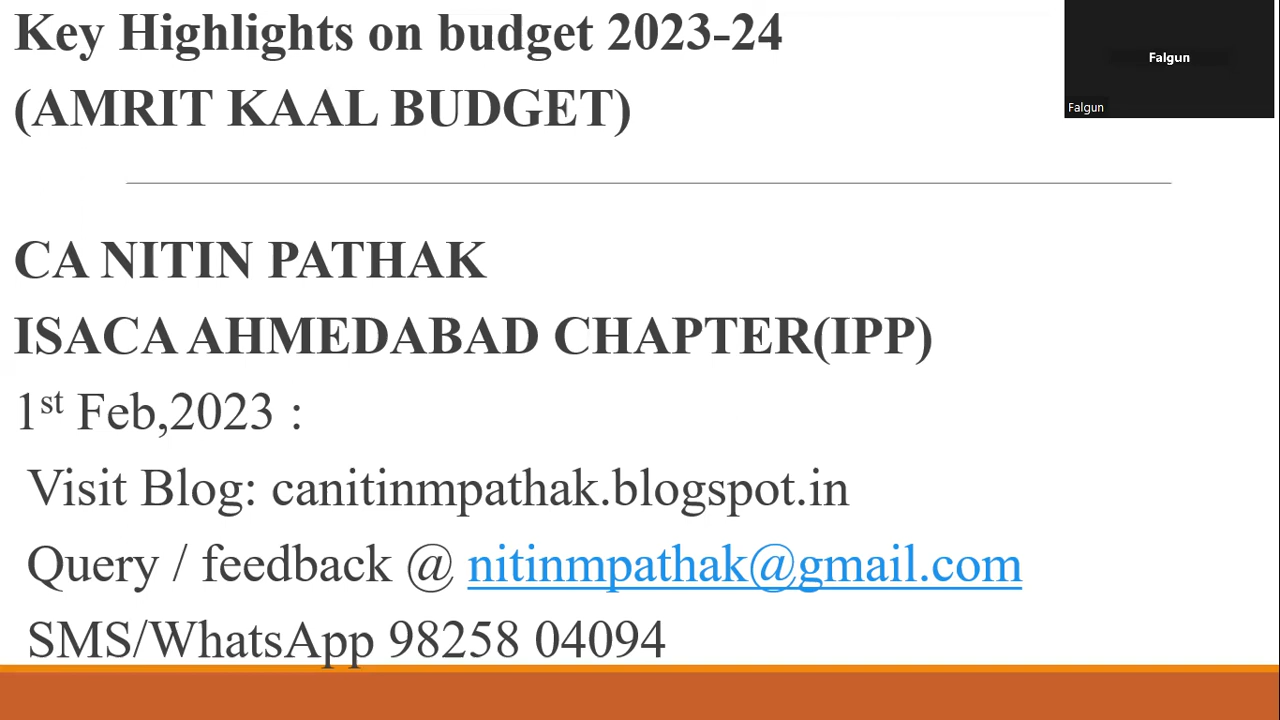 Key Highlights on budget 2023-24
(AMRIT KAAL BUDGET)
Falgun
Falgun
CA NITIN PATHAK
ISACA AHMEDABAD CHAPTER(IPP)
1st Feb,2023 :
Visit Blog: canitinmpathak.blogspot.in
Query / feedback @ nitinmpathak@gmail.com
SMS/WhatsApp 98258 04094